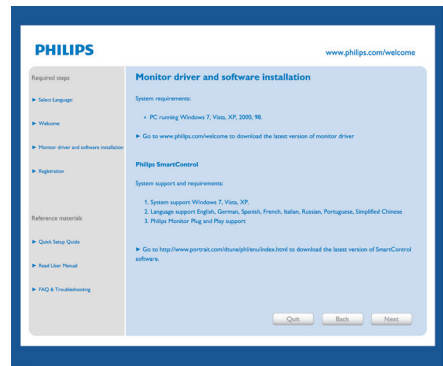 PHILIPS
www.philips.com/welcome
Required steps
Select Language:
Welcome
Monitor driver and software installation
Registration
Reference materials
Quick Setup Guide
Read User Manual
FAQ & Troubleshooting
Monitor driver and software installation
System requirements:
• PC running Windows 7, Vista, XP, 2000, 98.
Go to www.philips.com/welcome to download the latest version of monitor driver
Philips SmartControl
System support and requirements:
1. System support Windows 7, Vista, XP.
2. Language support English, German, Spanish, French, Italian, Russian, Portuguese, Simplified Chinese
3. Philips Monitor Plug and Play support
Go to http://www.portrait.com/dtune/phl/enu/index.html to download the latest version of SmartControl
software.
Quit
Back
Next